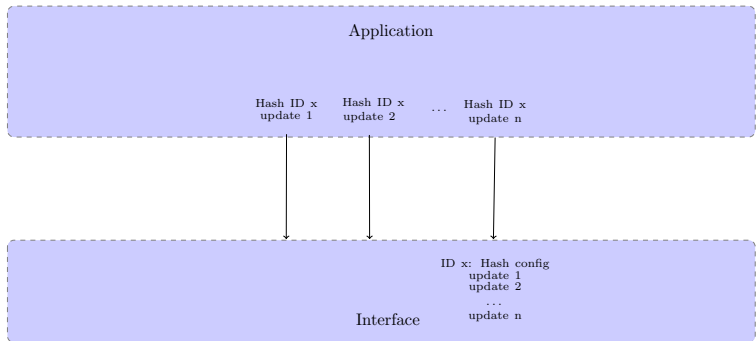 Application
Hash ID x
update 1
Hash ID x
update 2
...
Hash ID x
update n
ID x: Hash config
update 1
update 2
...
update n
Interface